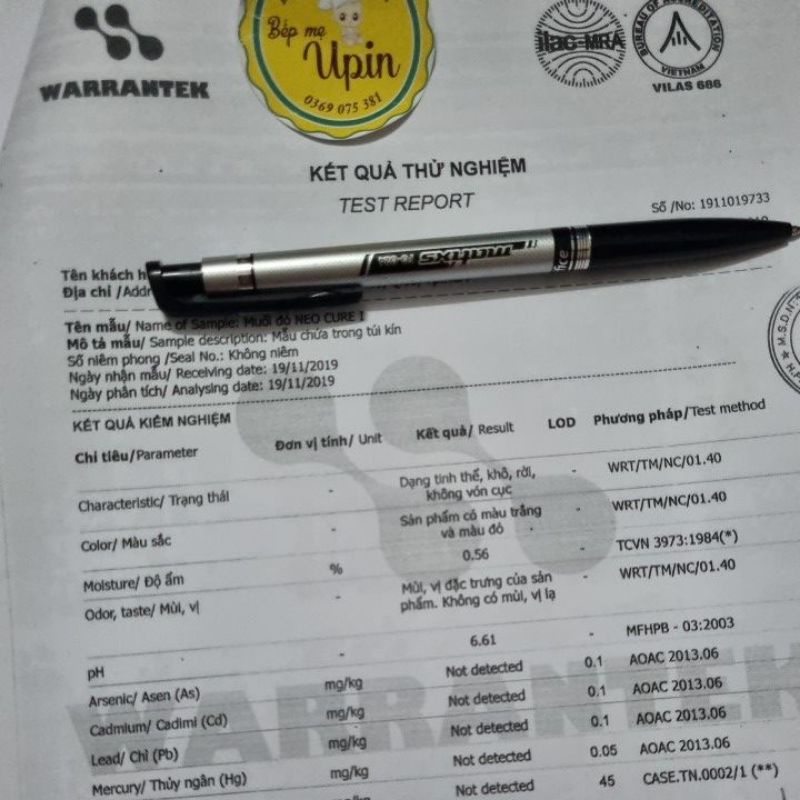 WARRANTEK
Bếp mẹ
Upin
0369 075 381
ilac-MRA
BUREAU OF ACCREDITATION
VIETNAM
VILAS 686
KẾT QUẢ THỬ NGHIỆM
TEST REPORT
Số /No: 1911019733
Tên khách
Địa chỉ /Addr
Tên mẫu/ Name of Sample: Muối đỏ NEO CURE I
Mô tả mẫu/ Sample description: Mẫu chứa trong túi kín
Số niêm phong /Seal No.: Không niêm
Ngày nhận mẫu/ Receiving date: 19/11/2019
Ngày phân tích/ Analysing date: 19/11/2019
M.S.D.N
KẾT QUẢ KIỂM NGHIỆM
Chỉ tiêu/Parameter Đơn vị tính/ Unit Kết quả/ Result LOD Phương pháp/Test method
Characteristic/ Trạng thái - Dạng tinh thể, khô, rời, - WRT/TM/NC/01.40
không vón cục
Color/ Màu sắc - Sản phẩm có màu trắng - WRT/TM/NC/01.40
và màu đỏ
Moisture/ Độ ẩm % 0.56 - TCVN 3973:1984(*)
Odor, taste/ Mùi, vị - Mùi, vị đặc trưng của sản - WRT/TM/NC/01.40
phẩm. Không có mùi, vị lạ
pH - 6.61 - MFHPB - 03:2003
Arsenic/ Asen (As) mg/kg Not detected 0.1 AOAC 2013.06
Cadmium/ Cadimi (Cd) mg/kg Not detected 0.1 AOAC 2013.06
Lead/ Chì (Pb) mg/kg Not detected 0.1 AOAC 2013.06
Mercury/ Thủy ngân (Hg) mg/kg Not detected 0.05 AOAC 2013.06
Not detected 45 CASE.TN.0002/1 (**)
WARRANTEK